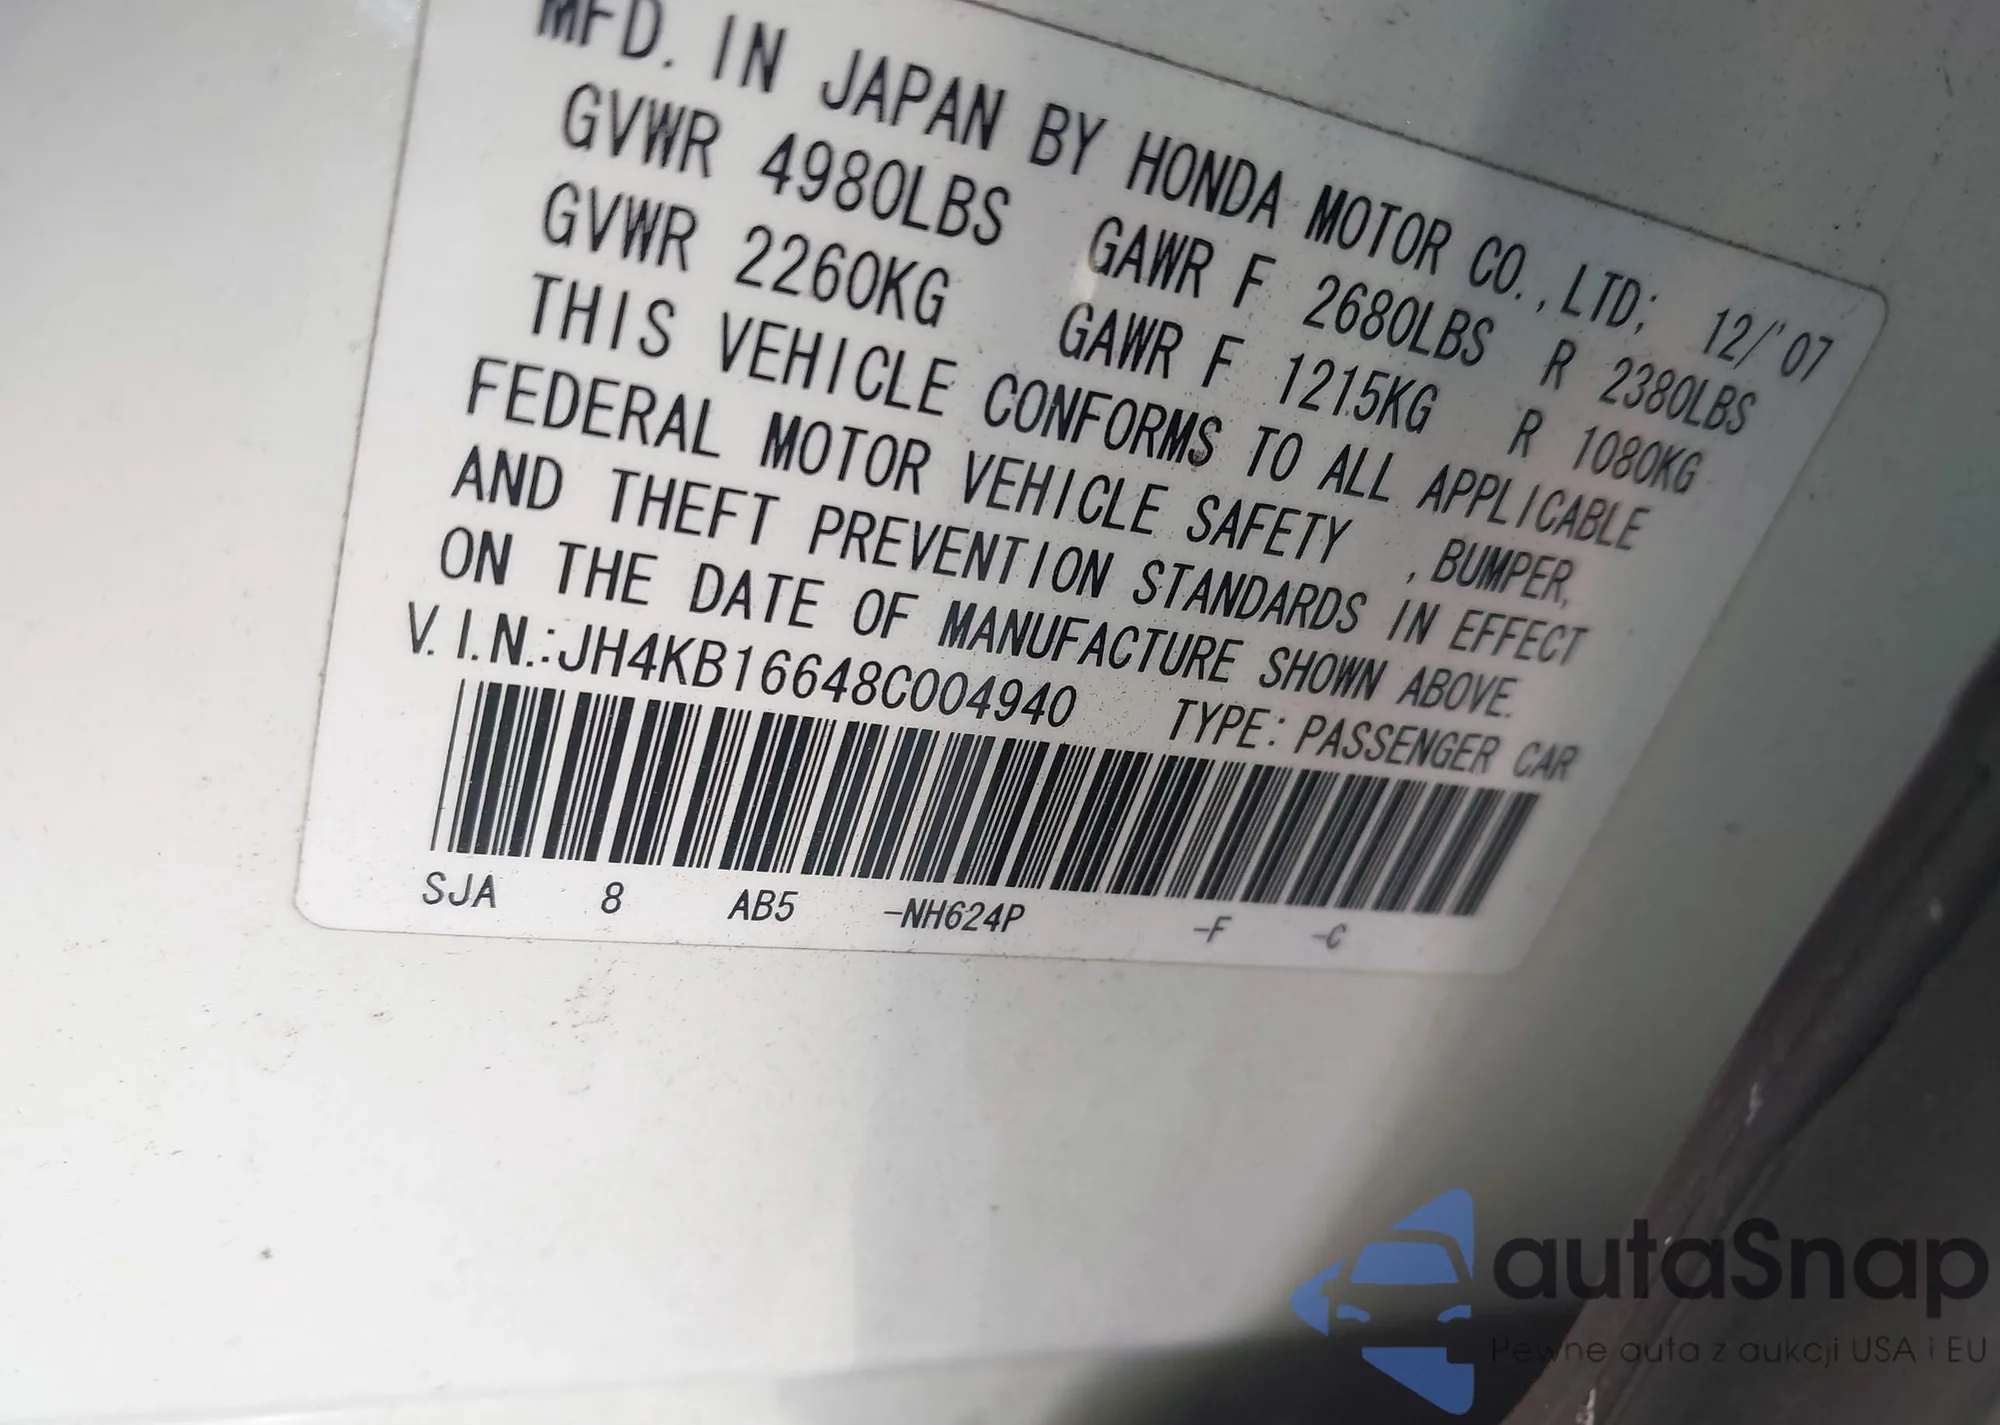 MFD. IN JAPAN BY HONDA MOTOR CO.,LTD; 12/'07
GVWR 4980LBS GAWR F 2680LBS R 2380LBS
GVWR 2260KG GAWR F 1215KG R 1080KG
THIS VEHICLE CONFORMS TO ALL APPLICABLE
FEDERAL MOTOR VEHICLE SAFETY , BUMPER,
AND THEFT PREVENTION STANDARDS IN EFFECT
ON THE DATE OF MANUFACTURE SHOWN ABOVE.
V.I.N.:JH4KB16648C004940 TYPE: PASSENGER CAR
SJA 8 AB5 -NH624P -F -C
autaSnap
Pewne auta z aukcji USA i EU